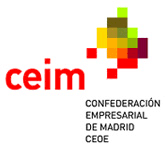 ceim
CONFEDERACIÓN
EMPRESARIAL
DE MADRID
CEOE